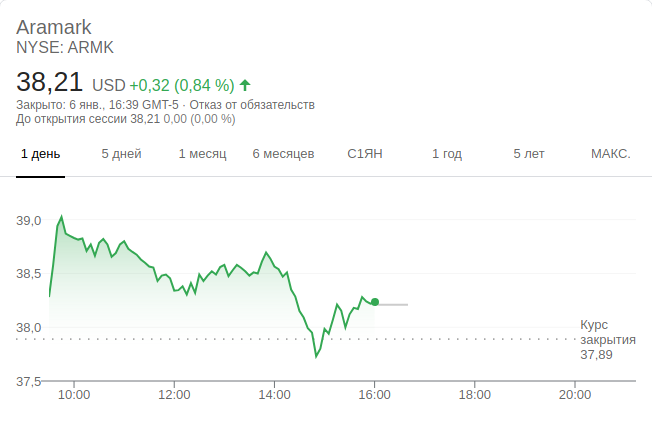 Aramark
NYSE: ARMK
38,21 USD +0,32 (0,84 %)
Закрыто: 6 янв., 16:39 GMT-5 · Отказ от обязательств
До открытия сессии 38,21 0,00 (0,00 %)
1 день 5 дней 1 месяц 6 месяцев С1ЯН 1 год 5 лет МАКС.
39,0
38,5
38,0
Курс
закрытия
37,89
37,5
10:00 12:00 14:00 16:00 18:00 20:00